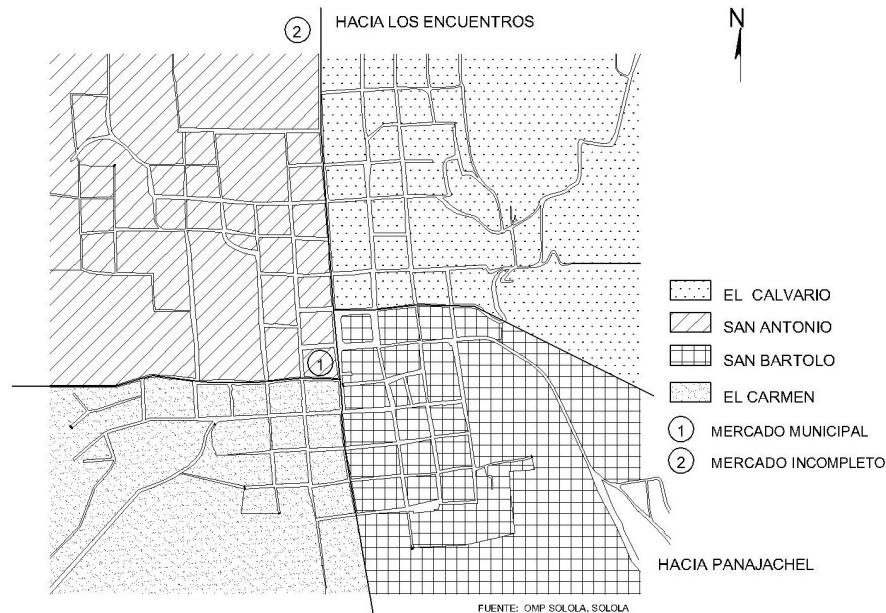 2
HACIA LOS ENCUENTROS
N
EL CALVARIO
SAN ANTONIO
SAN BARTOLO
EL CARMEN
1 MERCADO MUNICIPAL
2 MERCADO INCOMPLETO
1
HACIA PANAJACHEL
FUENTE: OMP SOLOLA, SOLOLA